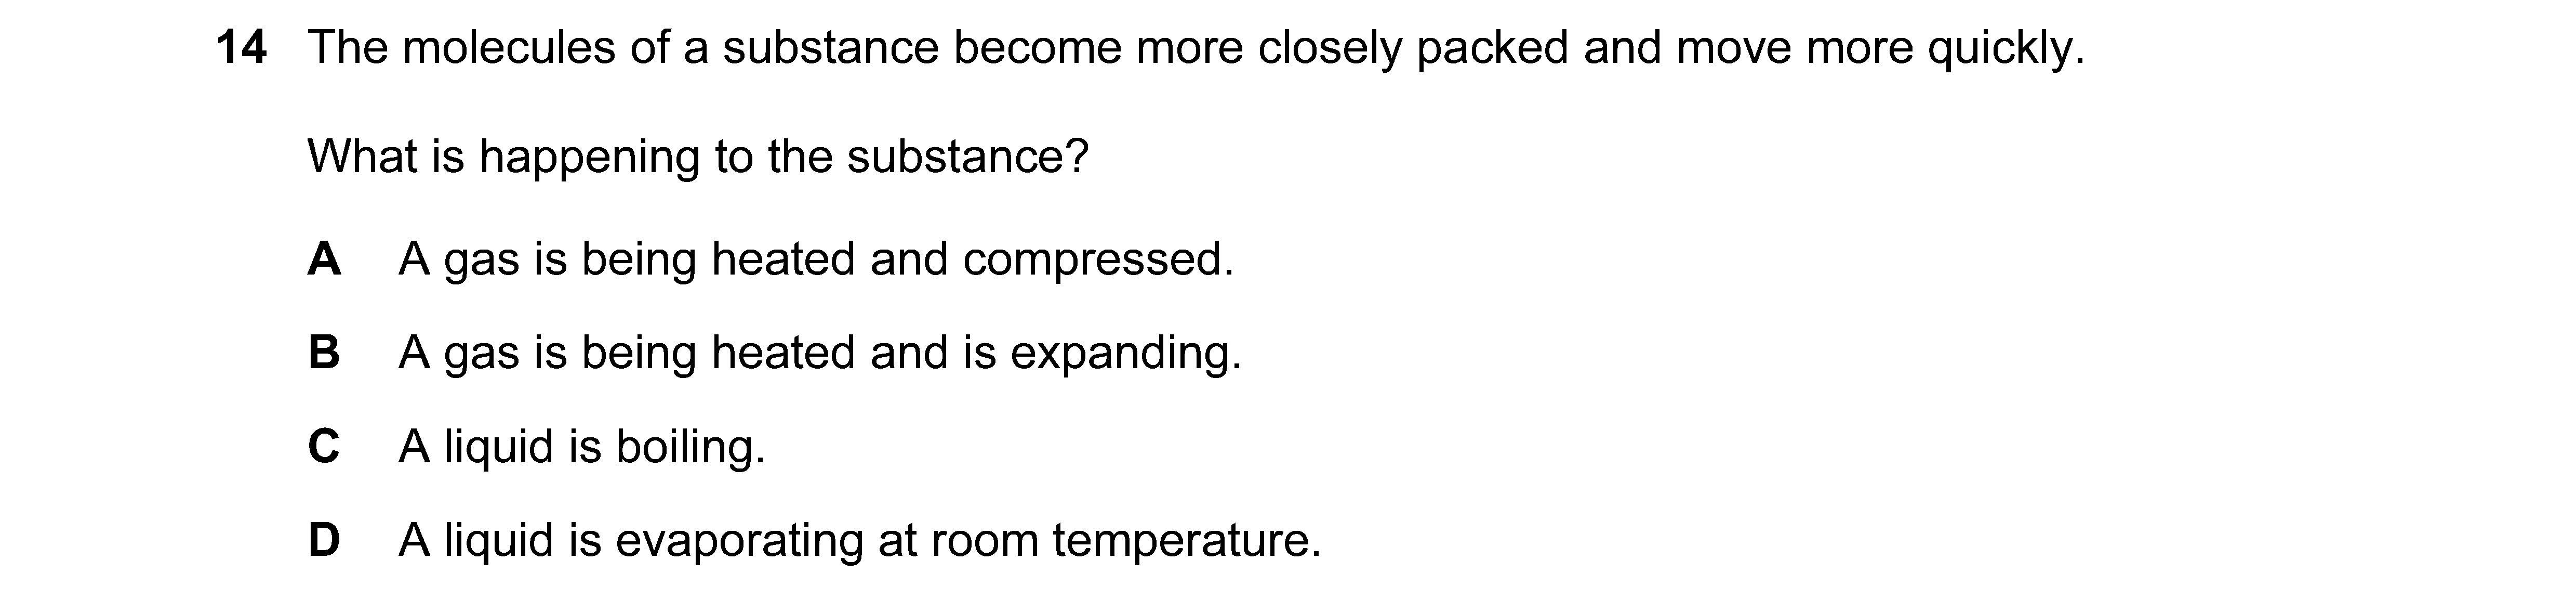 14 The molecules of a substance become more closely packed and move more quickly.
What is happening to the substance?
A A gas is being heated and compressed.
B A gas is being heated and is expanding.
C A liquid is boiling.
D A liquid is evaporating at room temperature.